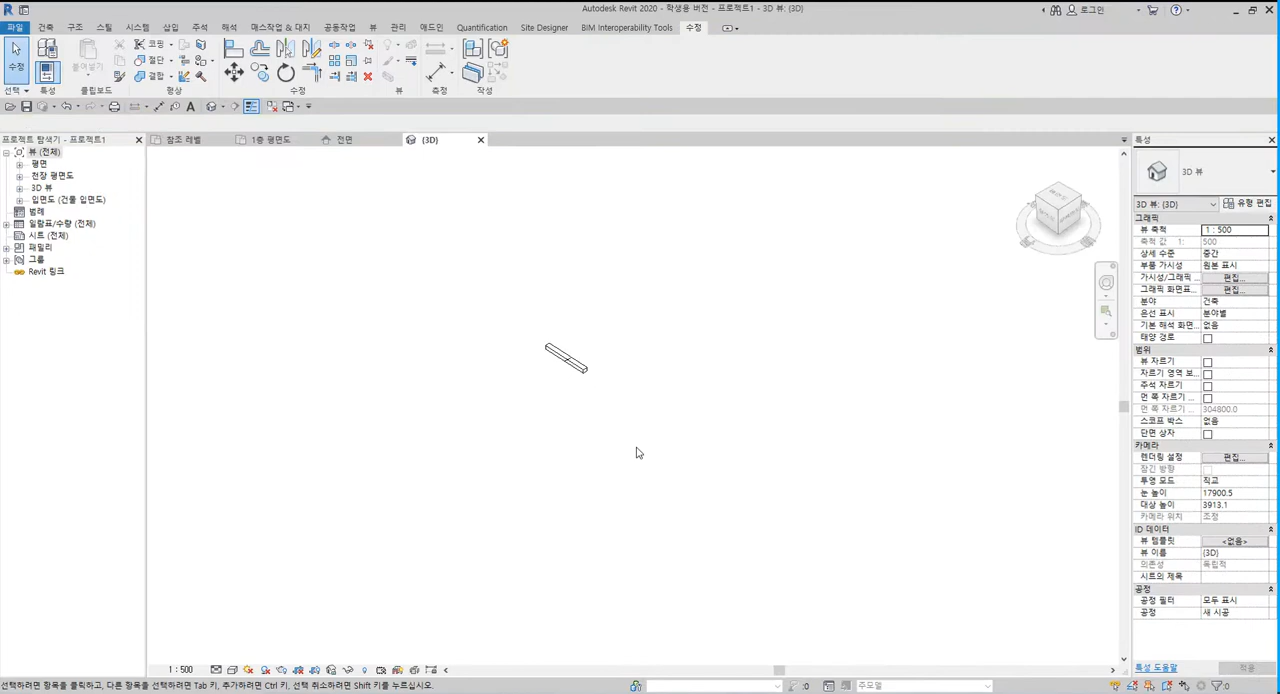 Autodesk Revit 2020 - 학생용 버전 - 프로젝트1 - 3D 뷰: {3D}
로그인
파일 건축 구조 스틸 시스템 삽입 주석 해석 매스작업 & 대지 공동작업 뷰 관리 애드인 Quantification Site Designer BIM Interoperability Tools 수정
수정
붙여넣기
코핑
절단
결합
선택 특성 클립보드 형상 수정 뷰 측정 작성
프로젝트 탐색기 - 프로젝트1
참조 레벨
1층 평면도
전면
{3D}
뷰 (전체)
평면
천장 평면도
3D 뷰
입면도 (건물 입면도)
범례
일람표/수량 (전체)
시트 (전체)
패밀리
그룹
Revit 링크
특성
3D 뷰
3D 뷰: {3D} 유형 편집
그래픽
뷰 축척 1 : 500
축척 값 1: 500
상세 수준 중간
부품 가시성 원본 표시
가시성/그래픽 ... 편집...
그래픽 화면표... 편집...
분야 건축
은선 표시 분야별
기본 해석 화면... 없음
태양 경로
범위
뷰 자르기
자르기 영역 보...
주석 자르기
먼 쪽 자르기
먼 쪽 자르기 ... 304800.0
스코프 박스 없음
단면 상자
카메라
렌더링 설정 편집...
잠긴 방향
투영 모드 직교
눈 높이 17900.5
대상 높이 3913.1
카메라 위치 조정
ID 데이터
뷰 템플릿 <없음>
뷰 이름 {3D}
의존성 독립적
시트의 제목
공정
공정 필터 모두 표시
공정 새 시공
특성 도움말 적용
1 : 500
선택하려면 항목을 클릭하고, 다른 항목을 선택하려면 Tab 키, 추가하려면 Ctrl 키, 선택 취소하려면 Shift 키를 누르십시오.
:0
주모델
:0